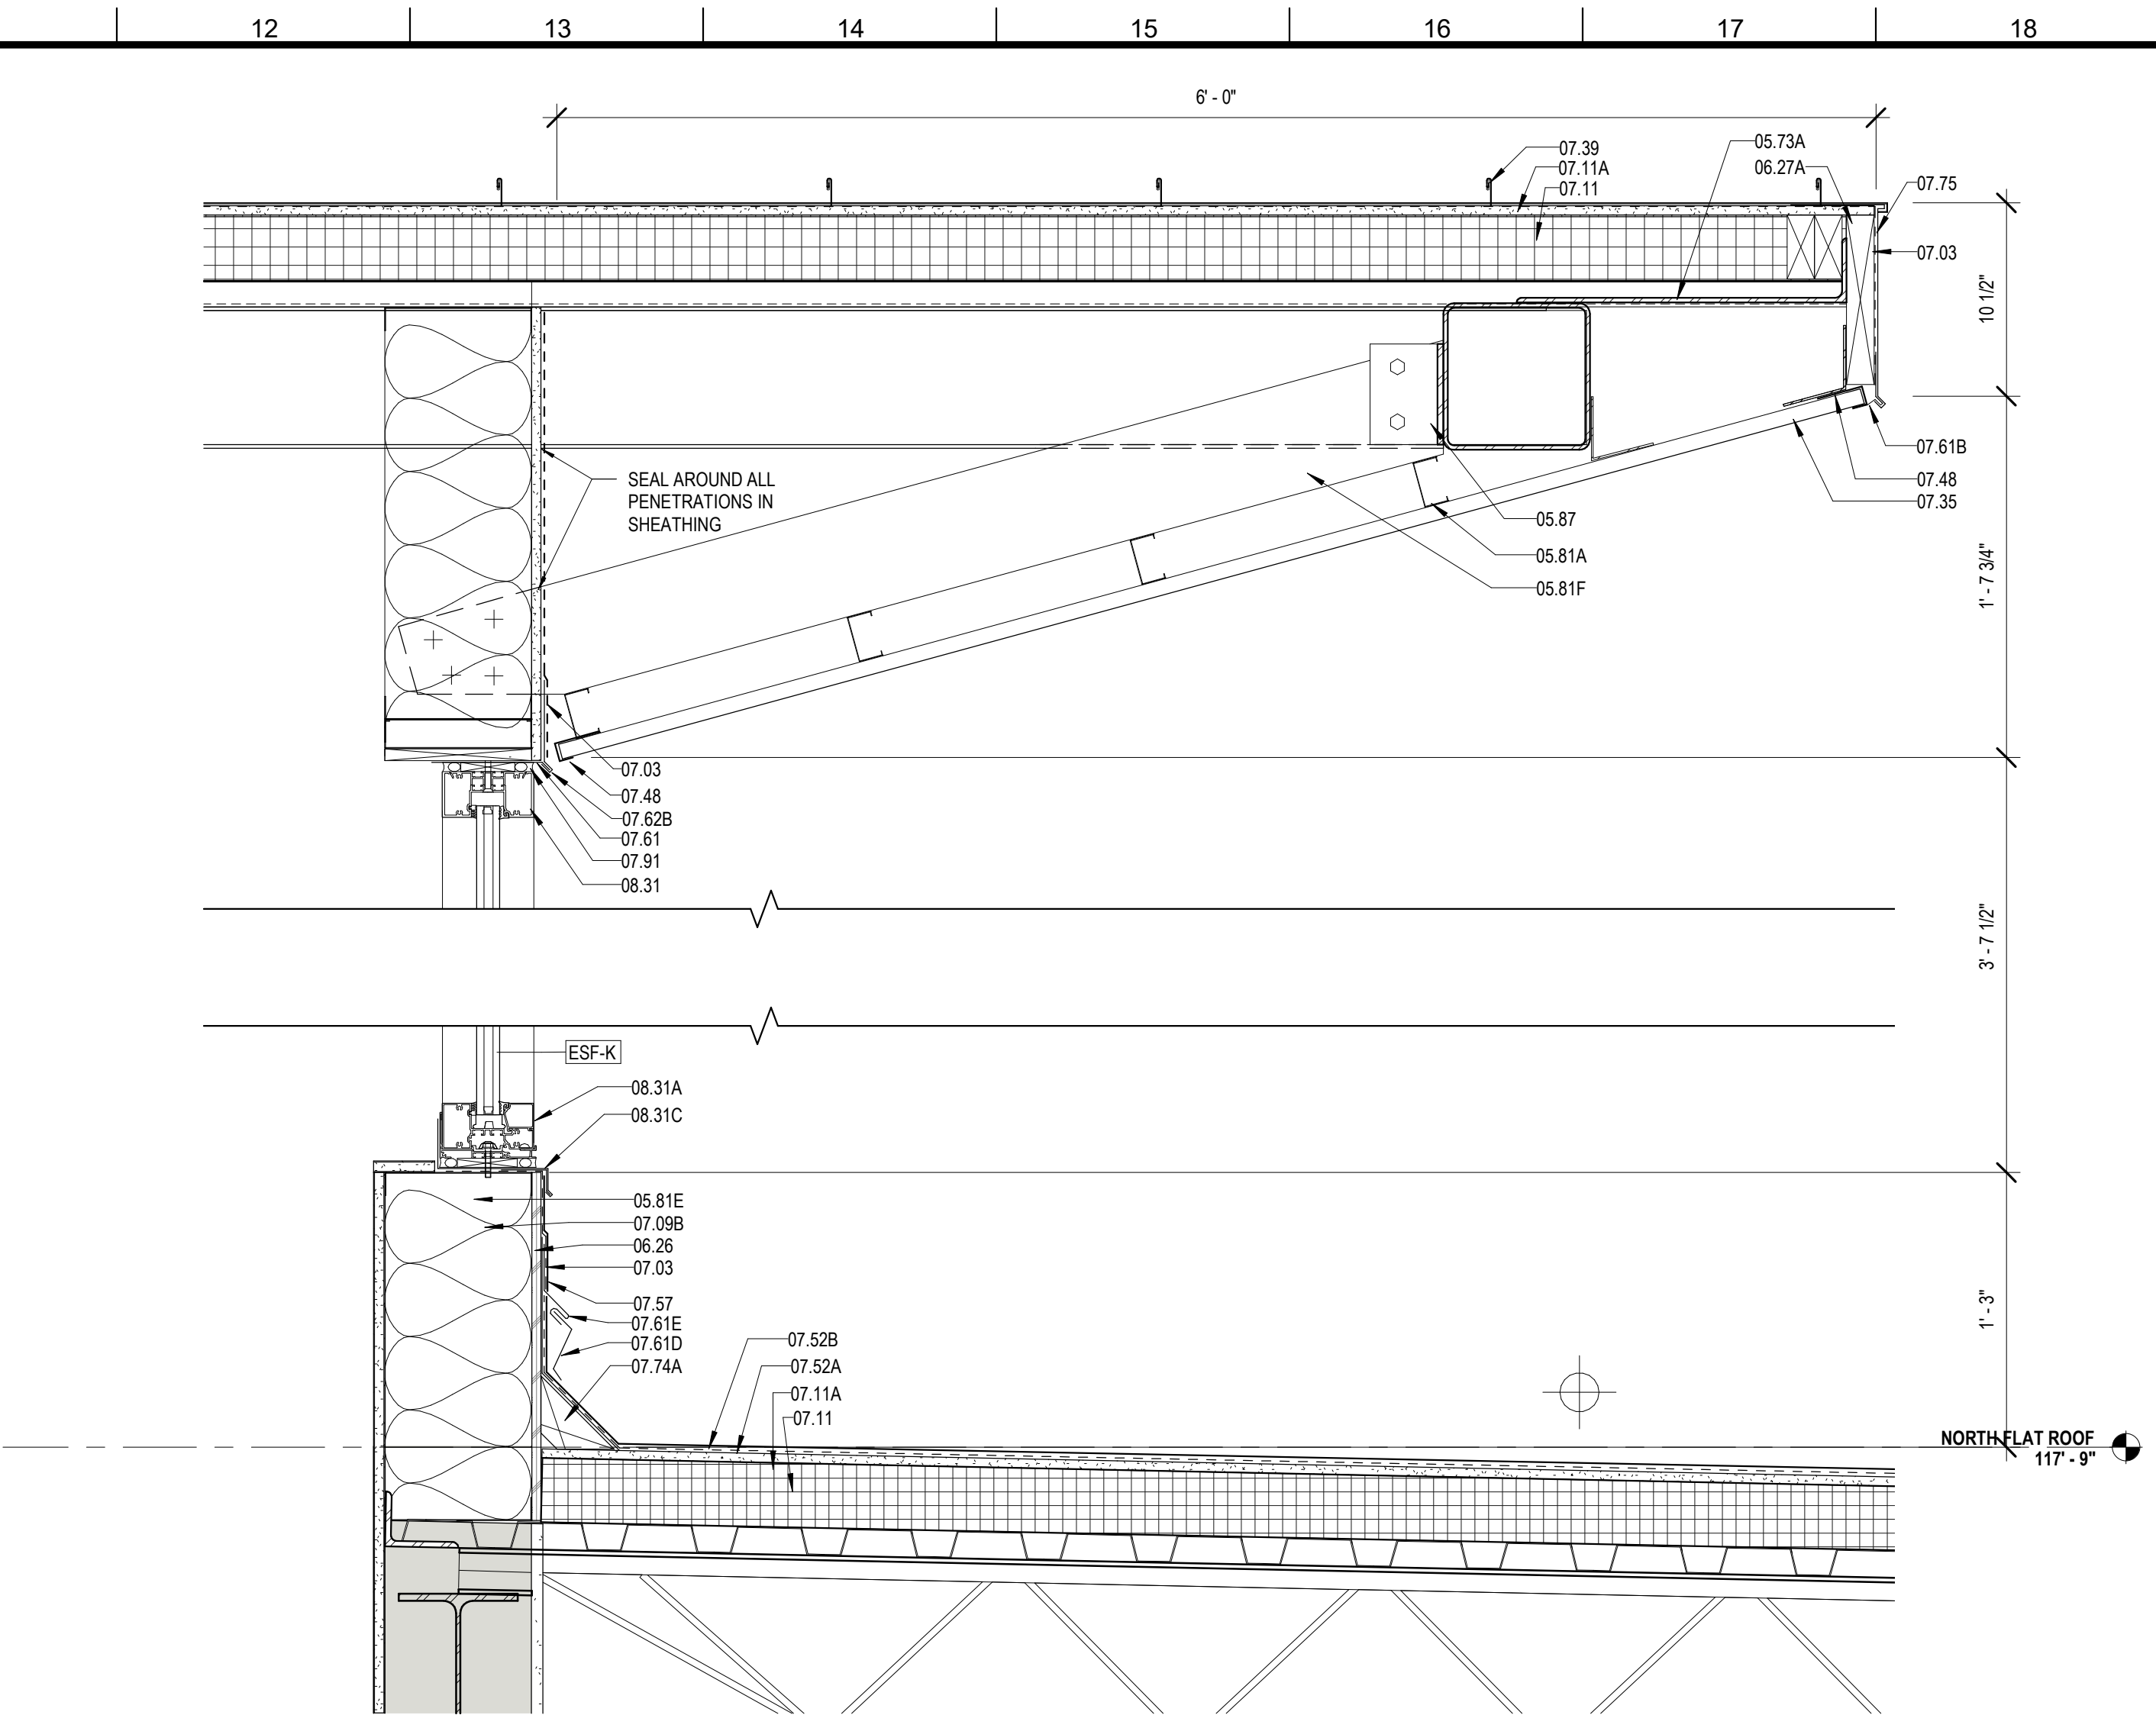 12
13
14
15
16
17
18
6' - 0"
07.39
07.11A
07.11
05.73A
06.27A
07.75
07.03
10 1/2"
07.61B
07.48
07.35
SEAL AROUND ALL
PENETRATIONS IN
SHEATHING
05.87
05.81A
05.81F
1' - 7 3/4"
07.03
07.48
07.62B
07.61
07.91
08.31
3' - 7 1/2"
ESF-K
08.31A
08.31C
05.81E
07.09B
06.26
07.03
07.57
07.61E
07.61D
07.74A
07.52B
07.52A
07.11A
07.11
1' - 3"
NORTH FLAT ROOF
117' - 9"